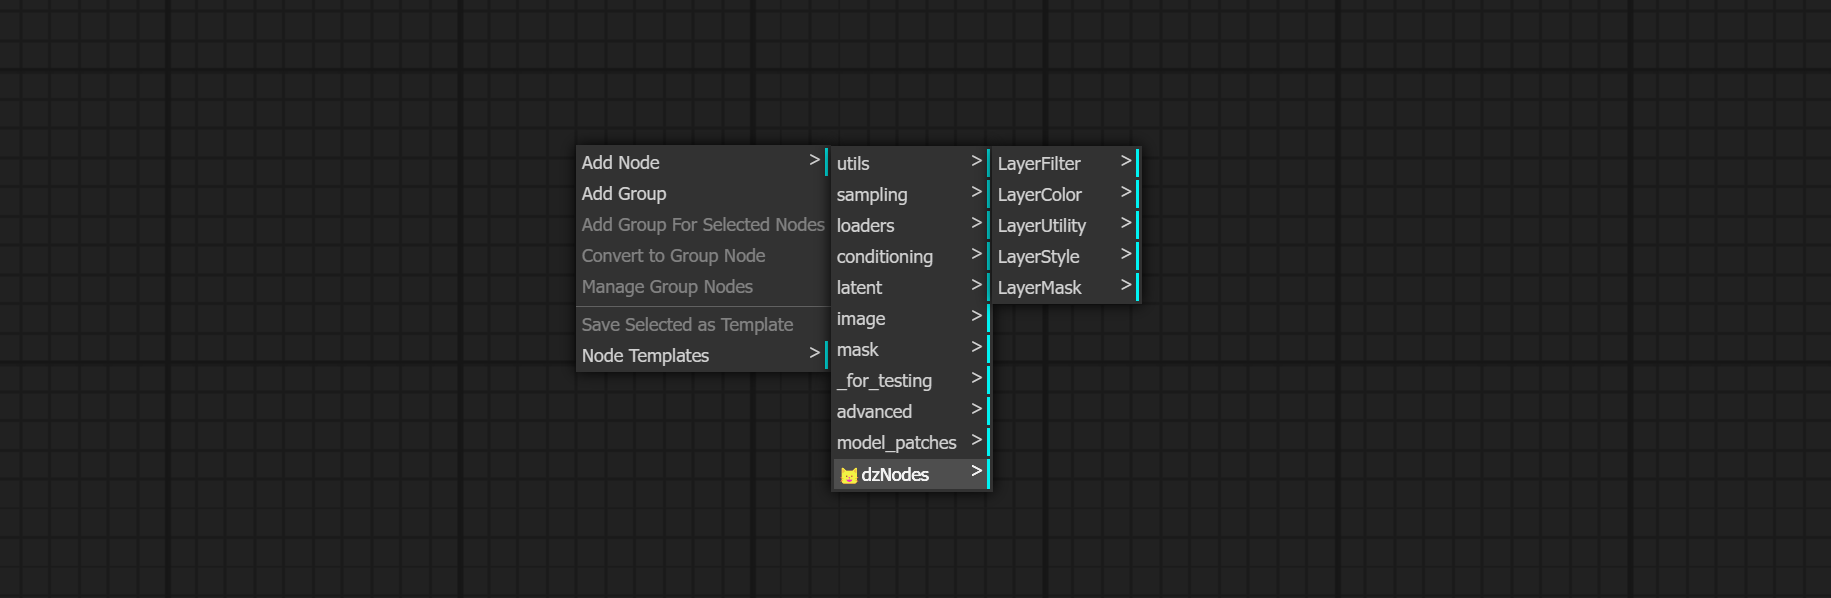 Add Node >
Add Group
Add Group For Selected Nodes
Convert to Group Node
Manage Group Nodes
Save Selected as Template
Node Templates >
utils >
sampling >
loaders >
conditioning >
latent >
image >
mask >
_for_testing >
advanced >
model_patches >
dzNodes >
LayerFilter >
LayerColor >
LayerUtility >
LayerStyle >
LayerMask >